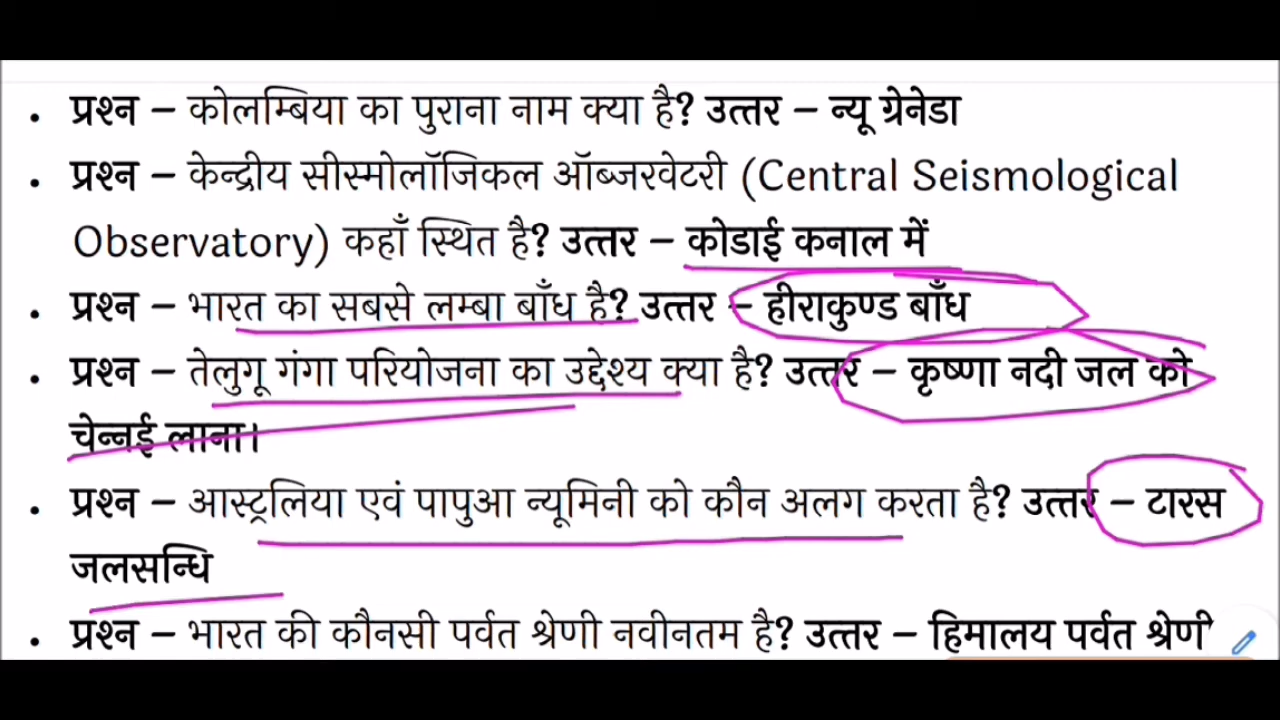 • प्रश्न – कोलम्बिया का पुराना नाम क्या है? उत्तर – न्यू ग्रेनेडा
• प्रश्न – केन्द्रीय सीस्मोलॉजिकल ऑब्जरवेटरी (Central Seismological
Observatory) कहाँ स्थित है? उत्तर – कोडाई कनाल में
• प्रश्न – भारत का सबसे लम्बा बाँध है? उत्तर – हीराकुण्ड बाँध
• प्रश्न – तेलुगू गंगा परियोजना का उद्देश्य क्या है? उत्तर – कृष्णा नदी जल को
चेन्नई लाना।
• प्रश्न – आस्ट्रलिया एवं पापुआ न्यूमिनी को कौन अलग करता है? उत्तर – टारस
जलसन्धि
• प्रश्न – भारत की कौनसी पर्वत श्रेणी नवीनतम है? उत्तर – हिमालय पर्वत श्रेणी